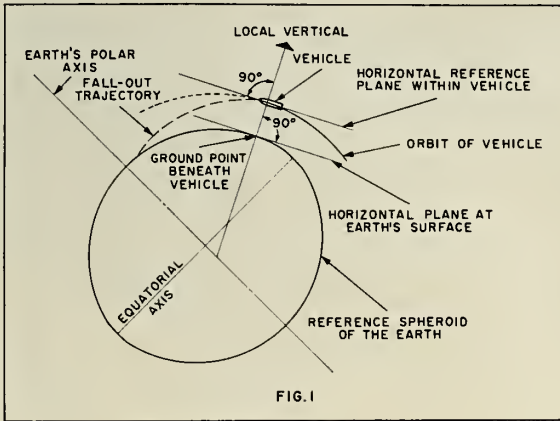 LOCAL VERTICAL
EARTH'S POLAR
AXIS
VEHICLE
FALL-OUT
TRAJECTORY
90°
HORIZONTAL REFERENCE
PLANE WITHIN VEHICLE
90°
ORBIT OF VEHICLE
GROUND POINT
BENEATH
VEHICLE
HORIZONTAL PLANE AT
EARTH'S SURFACE
EQUATORIAL
AXIS
REFERENCE SPHEROID
OF THE EARTH
FIG.1